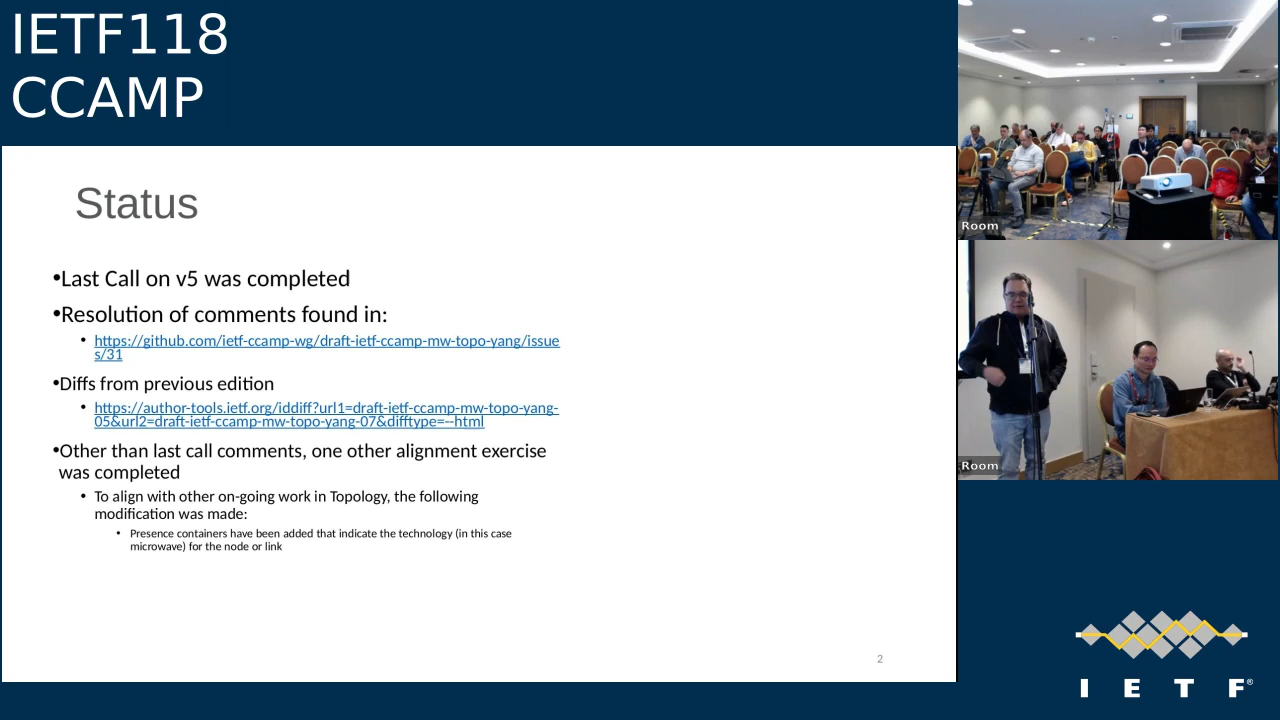 IETF118
CCAMP
Status
•Last Call on v5 was completed
•Resolution of comments found in:
• https://github.com/ietf-ccamp-wg/draft-ietf-ccamp-mw-topo-yang/issue
s/31
•Diffs from previous edition
• https://author-tools.ietf.org/iddiff?url1=draft-ietf-ccamp-mw-topo-yang-
05&url2=draft-ietf-ccamp-mw-topo-yang-07&difftype=--html
•Other than last call comments, one other alignment exercise
was completed
• To align with other on-going work in Topology, the following
modification was made:
• Presence containers have been added that indicate the technology (in this case
microwave) for the node or link
2
Room
Room
I E T F®